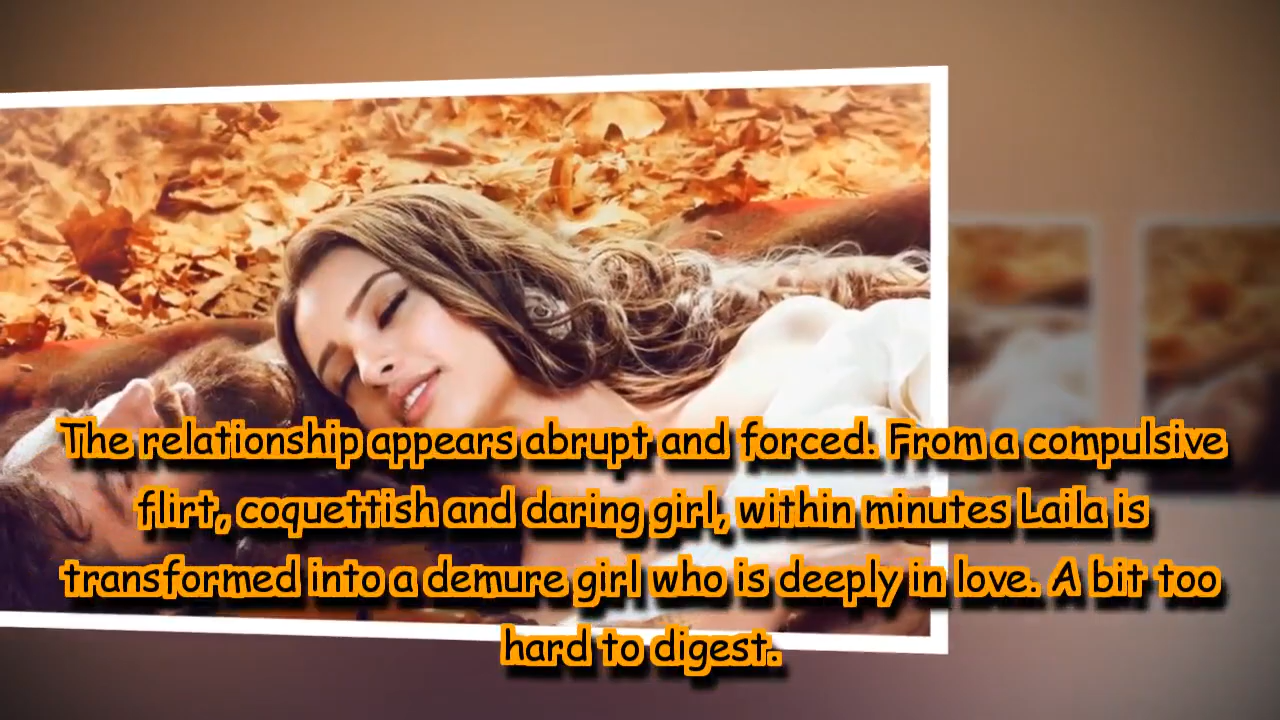 The relationship appears abrupt and forced. From a compulsive
flirt, coquettish and daring girl, within minutes Laila is
transformed into a demure girl who is deeply in love. A bit too
hard to digest.